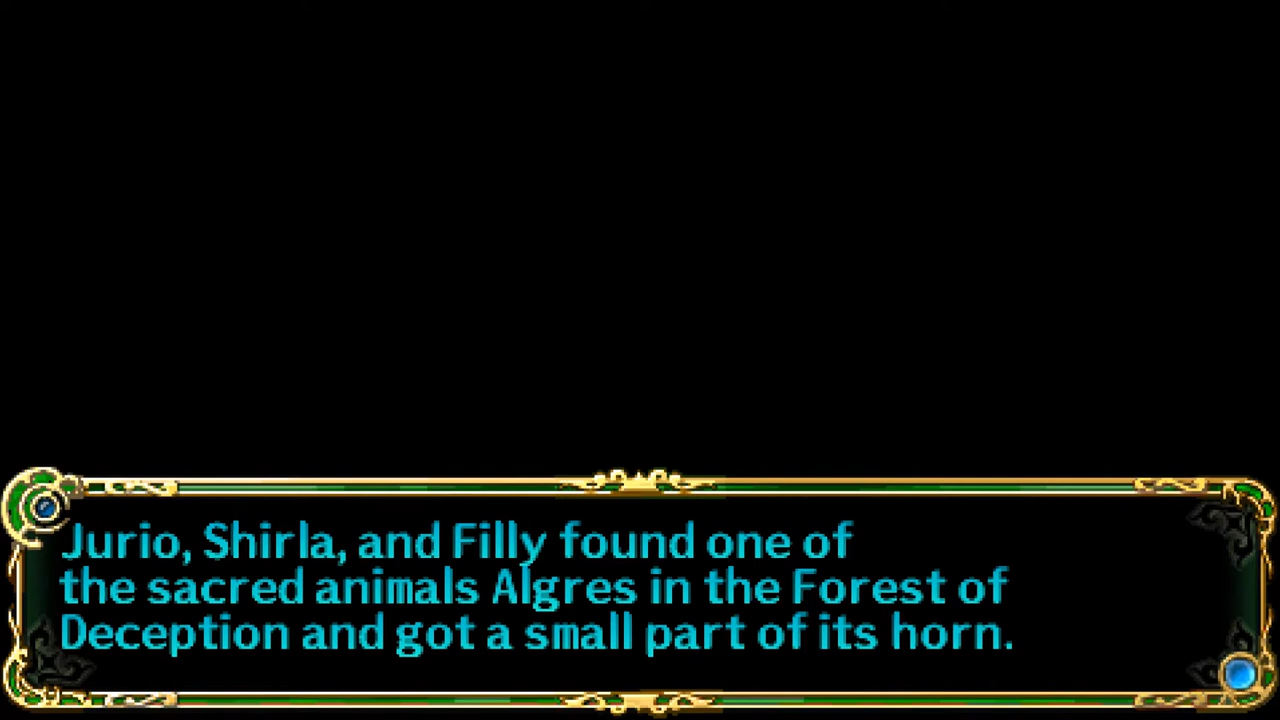 Jurio, Shirla, and Filly found one of
the sacred animals Algres in the Forest of
Deception and got a small part of its horn.